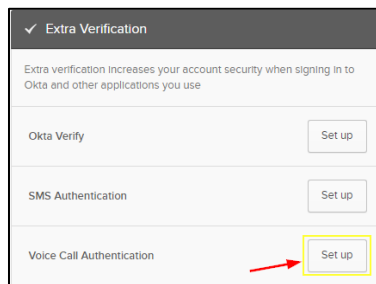 Extra Verification
Extra verification increases your account security when signing in to
Okta and other applications you use
Okta Verify
Set up
SMS Authentication
Set up
Voice Call Authentication
Set up